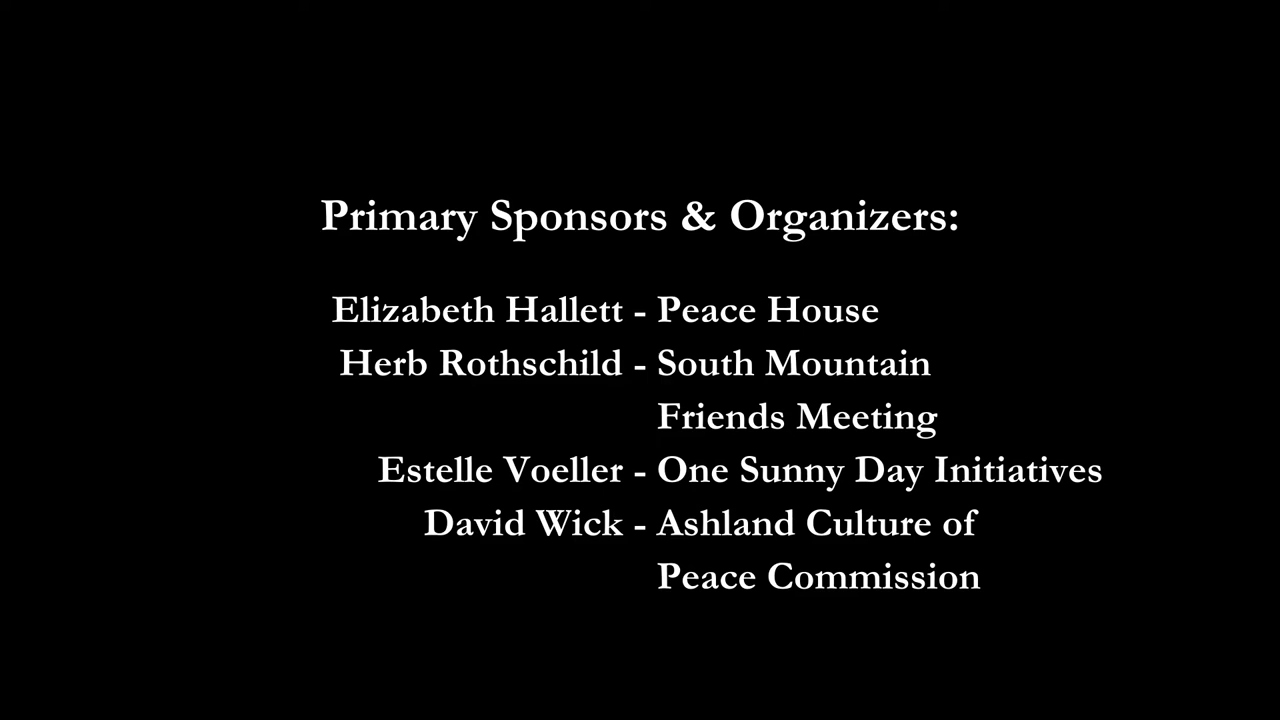 Primary Sponsors & Organizers:
Elizabeth Hallett - Peace House
Herb Rothschild - South Mountain
Friends Meeting
Estelle Voeller - One Sunny Day Initiatives
David Wick - Ashland Culture of
Peace Commission